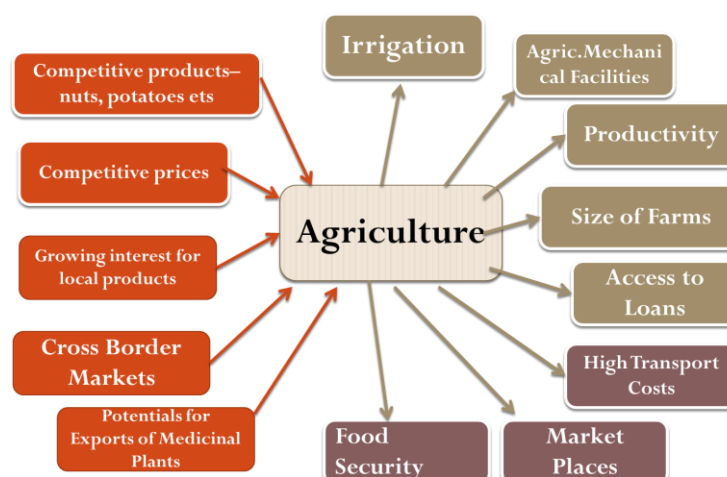 Competitive products–
nuts, potatoes ets
Competitive prices
Growing interest for
local products
Cross Border
Markets
Potentials for
Exports of Medicinal
Plants
Agriculture
Irrigation
Agric.Mechani
cal Facilities
Productivity
Size of Farms
Access to
Loans
High Transport
Costs
Market
Places
Food
Security